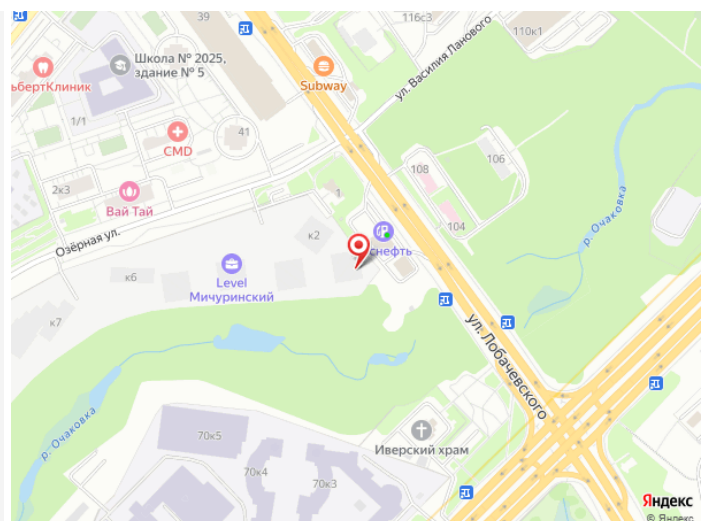 39
116с3
110к1
Школа № 2025,
здание № 5
ьбертКлиник
Subway
ул. Василия Ланового
1/1
41
CMD
108
106
2к3
Вай Тай
1
104
Озёрная ул.
к2
снефть
к6
Level
Мичуринский
к7
р. Очаковка
ул. Лобачевского
р. Очаковка
70к5
Иверский храм
70к4
70к3
Яндекс
© Яндекс